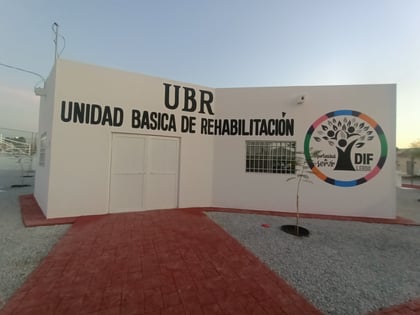 UBR
UNIDAD BASICA DE REHABILITACIÓN
DIF